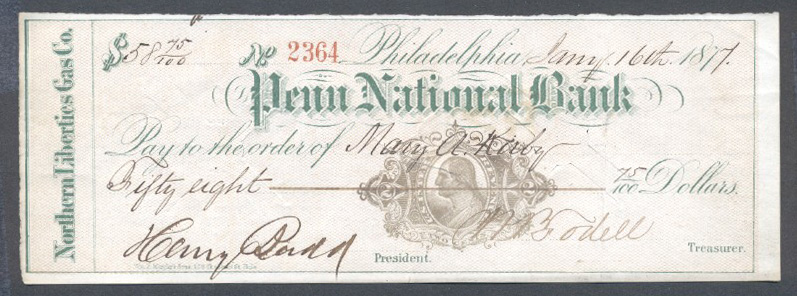 Northern Liberties Gas Co.
$58 75/100 No 2364 Philadelphia, Jany 16th 1877.
Penn National Bank
Pay to the order of Mary A. Kirby
Fifty eight 75/100 Dollars.
Henry Budd
President.
Treasurer.